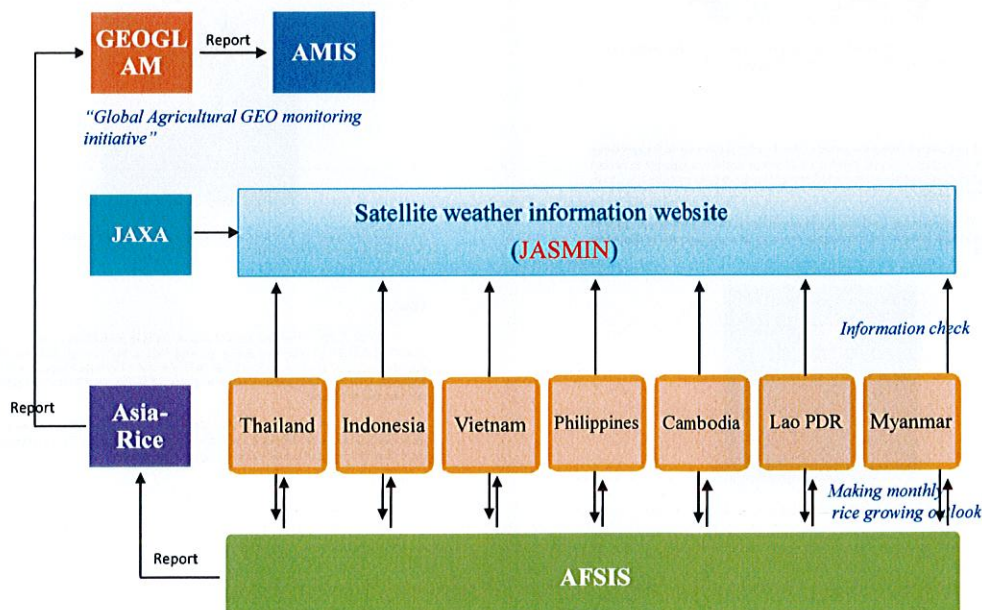 GEOGL
AM
Report
AMIS
“Global Agricultural GEO monitoring
initiative”
JAXA
Satellite weather information website
(JASMIN)
Information check
Report
Asia-
Rice
Thailand
Indonesia
Vietnam
Philippines
Cambodia
Lao PDR
Myanmar
Making monthly
rice growing outlook
Report
AFSIS